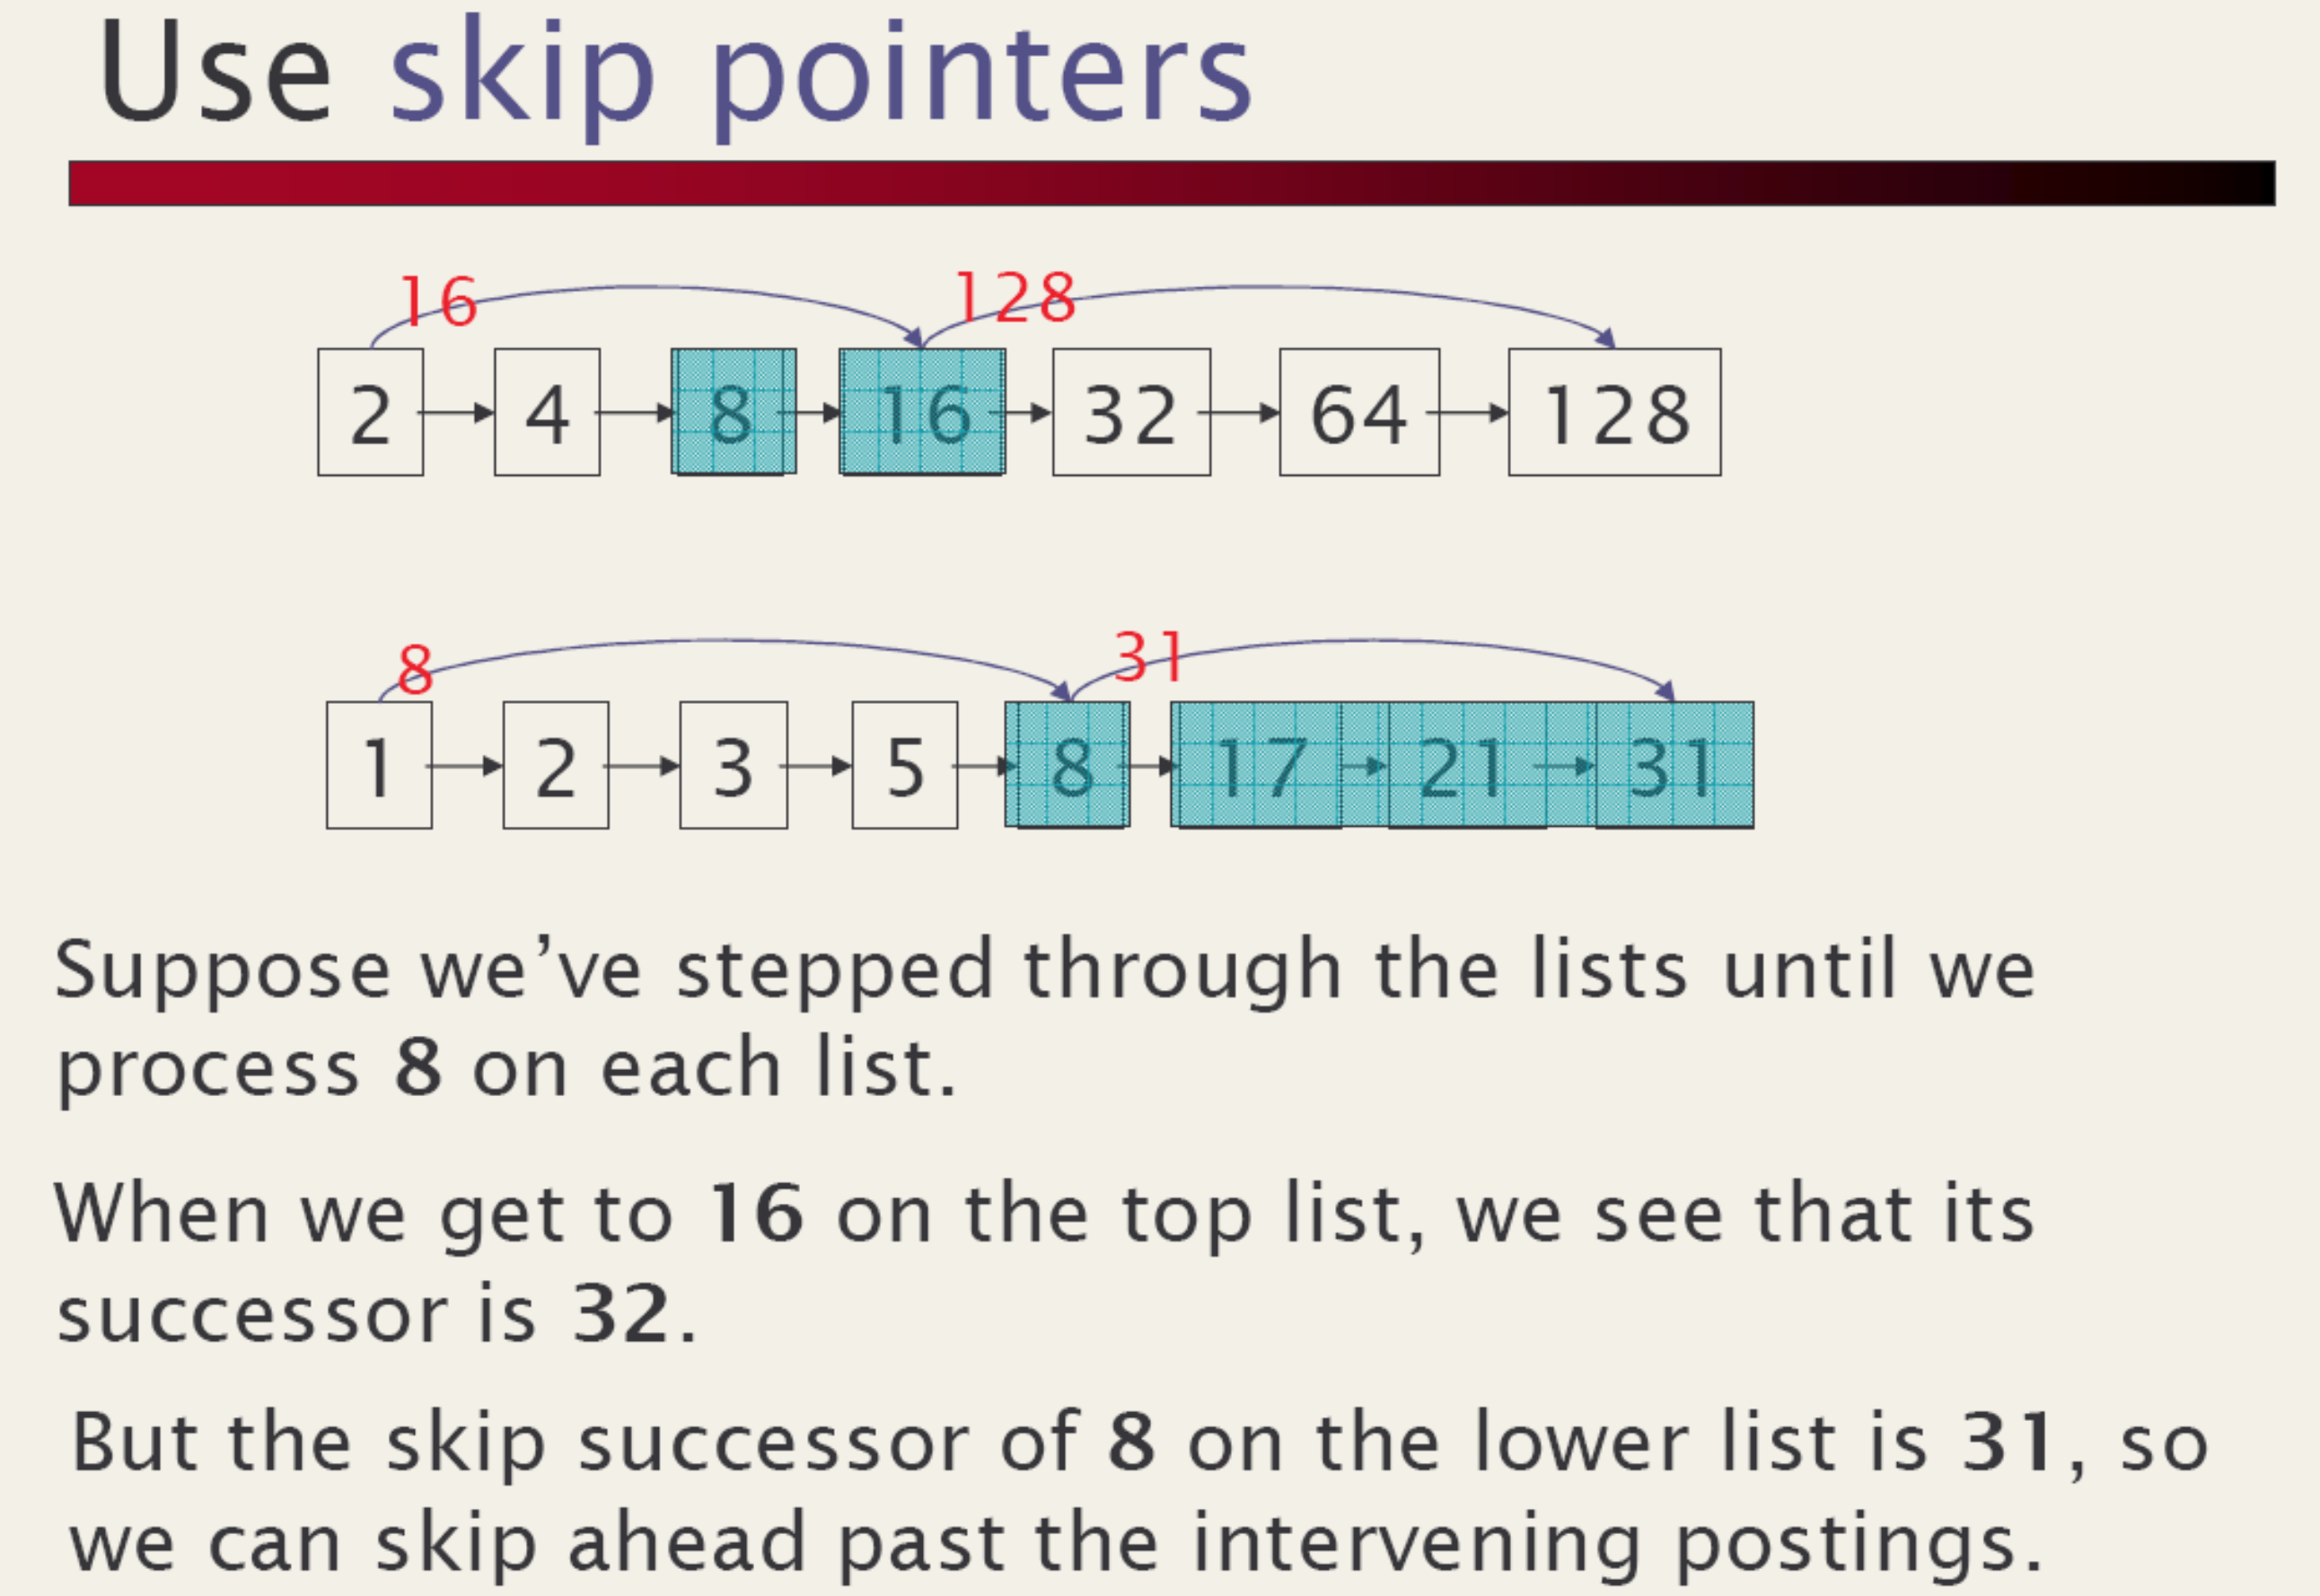 Use skip pointers
16 128
2 4 8 16 32 64 128
8 31
1 2 3 5 8 17 21 31
Suppose we’ve stepped through the lists until we
process 8 on each list.
When we get to 16 on the top list, we see that its
successor is 32.
But the skip successor of 8 on the lower list is 31, so
we can skip ahead past the intervening postings.